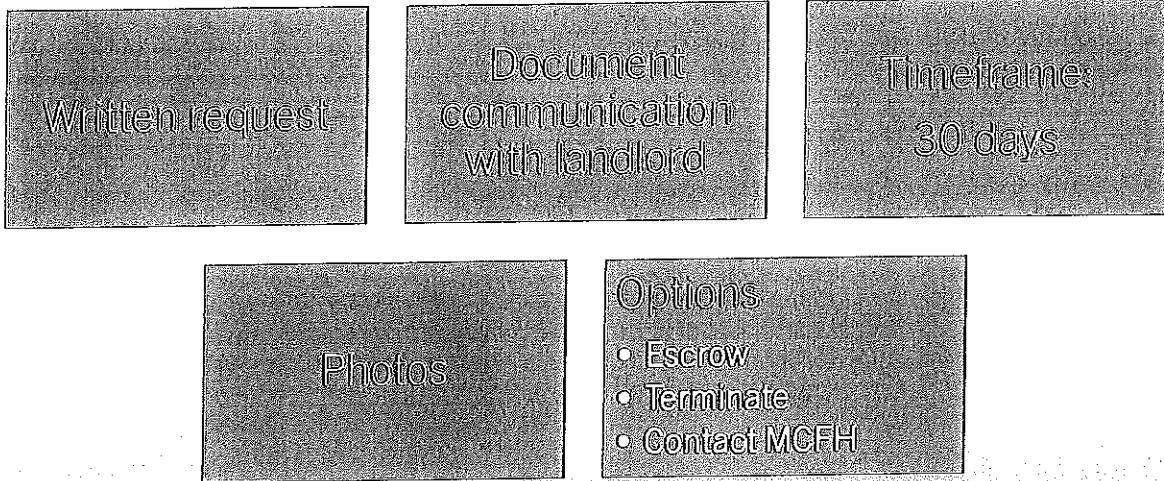 Written request
Document
communication
with landlord
Timeframe:
30 days
Photos
Options
• Escrow
• Terminate
• Contact MCFH